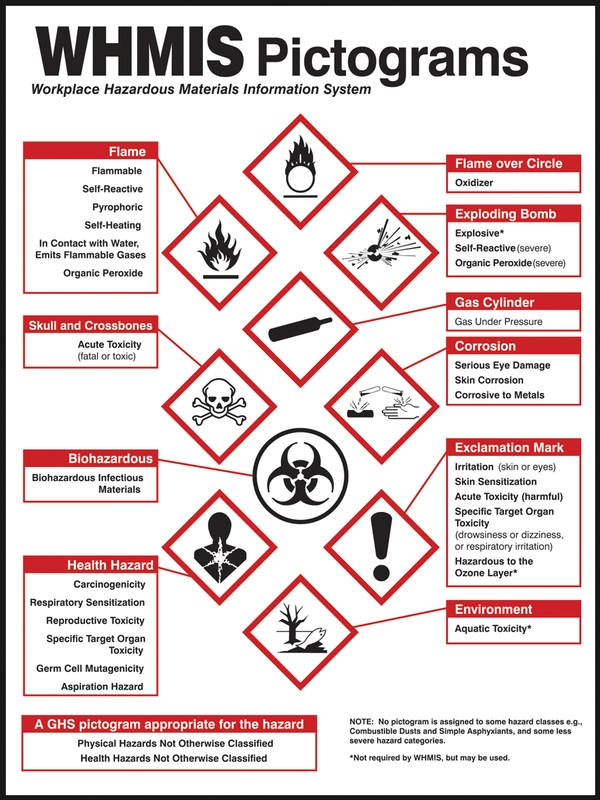 WHMIS Pictograms
Workplace Hazardous Materials Information System
Flame
Flammable
Self-Reactive
Pyrophoric
Self-Heating
In Contact with Water,
Emits Flammable Gases
Organic Peroxide
Skull and Crossbones
Acute Toxicity
(fatal or toxic)
Biohazardous
Biohazardous Infectious
Materials
Health Hazard
Carcinogenicity
Respiratory Sensitization
Reproductive Toxicity
Specific Target Organ
Toxicity
Germ Cell Mutagenicity
Aspiration Hazard
Flame over Circle
Oxidizer
Exploding Bomb
Explosive*
Self-Reactive (severe)
Organic Peroxide (severe)
Gas Cylinder
Gas Under Pressure
Corrosion
Serious Eye Damage
Skin Corrosion
Corrosive to Metals
Exclamation Mark
Irritation (skin or eyes)
Skin Sensitization
Acute Toxicity (harmful)
Specific Target Organ
Toxicity
(drowsiness or dizziness,
or respiratory irritation)
Hazardous to the
Ozone Layer*
Environment
Aquatic Toxicity*
A GHS pictogram appropriate for the hazard
Physical Hazards Not Otherwise Classified
Health Hazards Not Otherwise Classified
NOTE: No pictogram is assigned to some hazard classes e.g.,
Combustible Dusts and Simple Asphyxiants, and some less
severe hazard categories.
*Not required by WHMIS, but may be used.